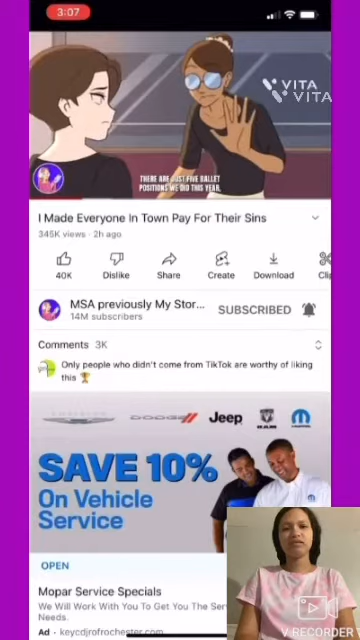 3:07
VITA
VITA
THERE ARE JUST FIVE BALLET
POSITIONS WE DID THIS YEAR.
I Made Everyone In Town Pay For Their Sins
345K views · 2h ago
40K
Dislike
Share
Create
Download
Clip
MSA previously My Stor...
14M subscribers
SUBSCRIBED
Comments 3K
Only people who didn't come from TikTok are worthy of liking
this 🏆
CHRYSLER
DODGE
Jeep
RAM
SAVE 10%
On Vehicle
Service
OPEN
Mopar Service Specials
We Will Work With You To Get You The Serv
Needs.
Ad · keycdjrofrochester.com
V RECORDER